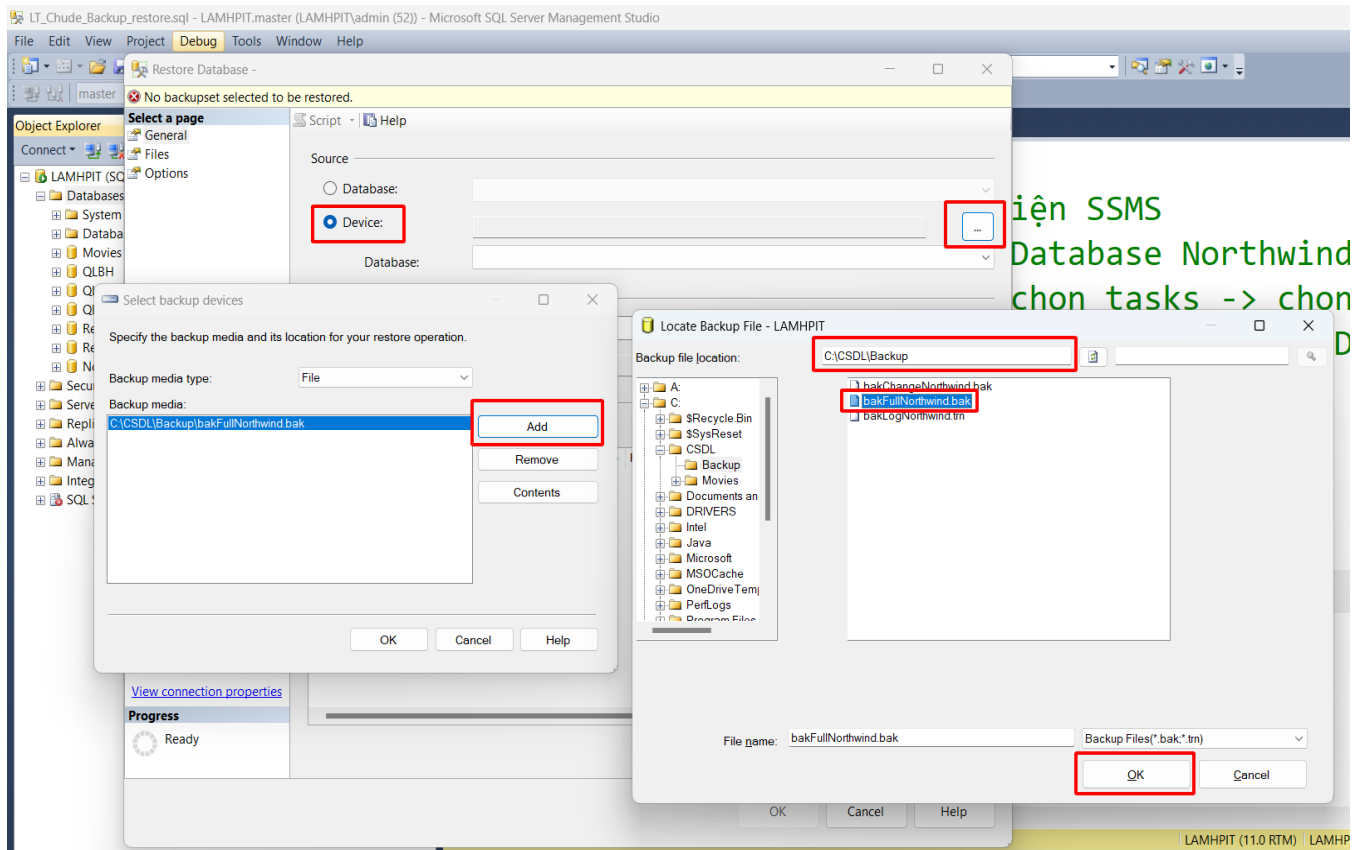 LT_Chude_Backup_restore.sql - LAMHPIT.master (LAMHPIT\admin (52)) - Microsoft SQL Server Management Studio
File Edit View Project Debug Tools Window Help
Restore Database -
master
No backupset selected to be restored.
Select a page
General
Files
Options
Script
Help
Object Explorer
Connect
LAMHPIT (SQ
Databases
System
Databa
Movies
QLBH
Secur
Serve
Repli
Alwa
Mana
Integ
SQL S
Source
Database:
Device:
...
Database:
iện SSMS
Database Northwind
chon tasks -> chon
Select backup devices
Specify the backup media and its location for your restore operation.
Backup media type:
File
Backup media:
C:\CSDL\Backup\bakFullNorthwind.bak
Add
Remove
Contents
OK
Cancel
Help
Locate Backup File - LAMHPIT
Backup file location:
C:\CSDL\Backup
A:
C:
$Recycle.Bin
$SysReset
CSDL
Backup
Movies
Documents an
DRIVERS
Intel
Java
Microsoft
MSOCache
OneDriveTemp
PerfLogs
Program Files
bakChangeNorthwind.bak
bakFullNorthwind.bak
bakLogNorthwind.trn
File name:
bakFullNorthwind.bak
Backup Files(*.bak;*.trn)
OK
Cancel
View connection properties
Progress
Ready
OK
Cancel
Help
LAMHPIT (11.0 RTM)
LAMHP